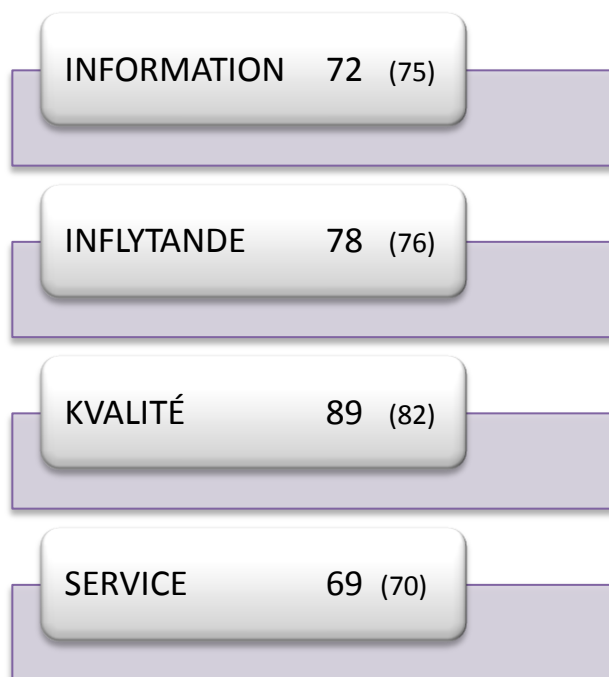 INFORMATION 72 (75)
INFLYTANDE 78 (76)
KVALITÉ 89 (82)
SERVICE 69 (70)